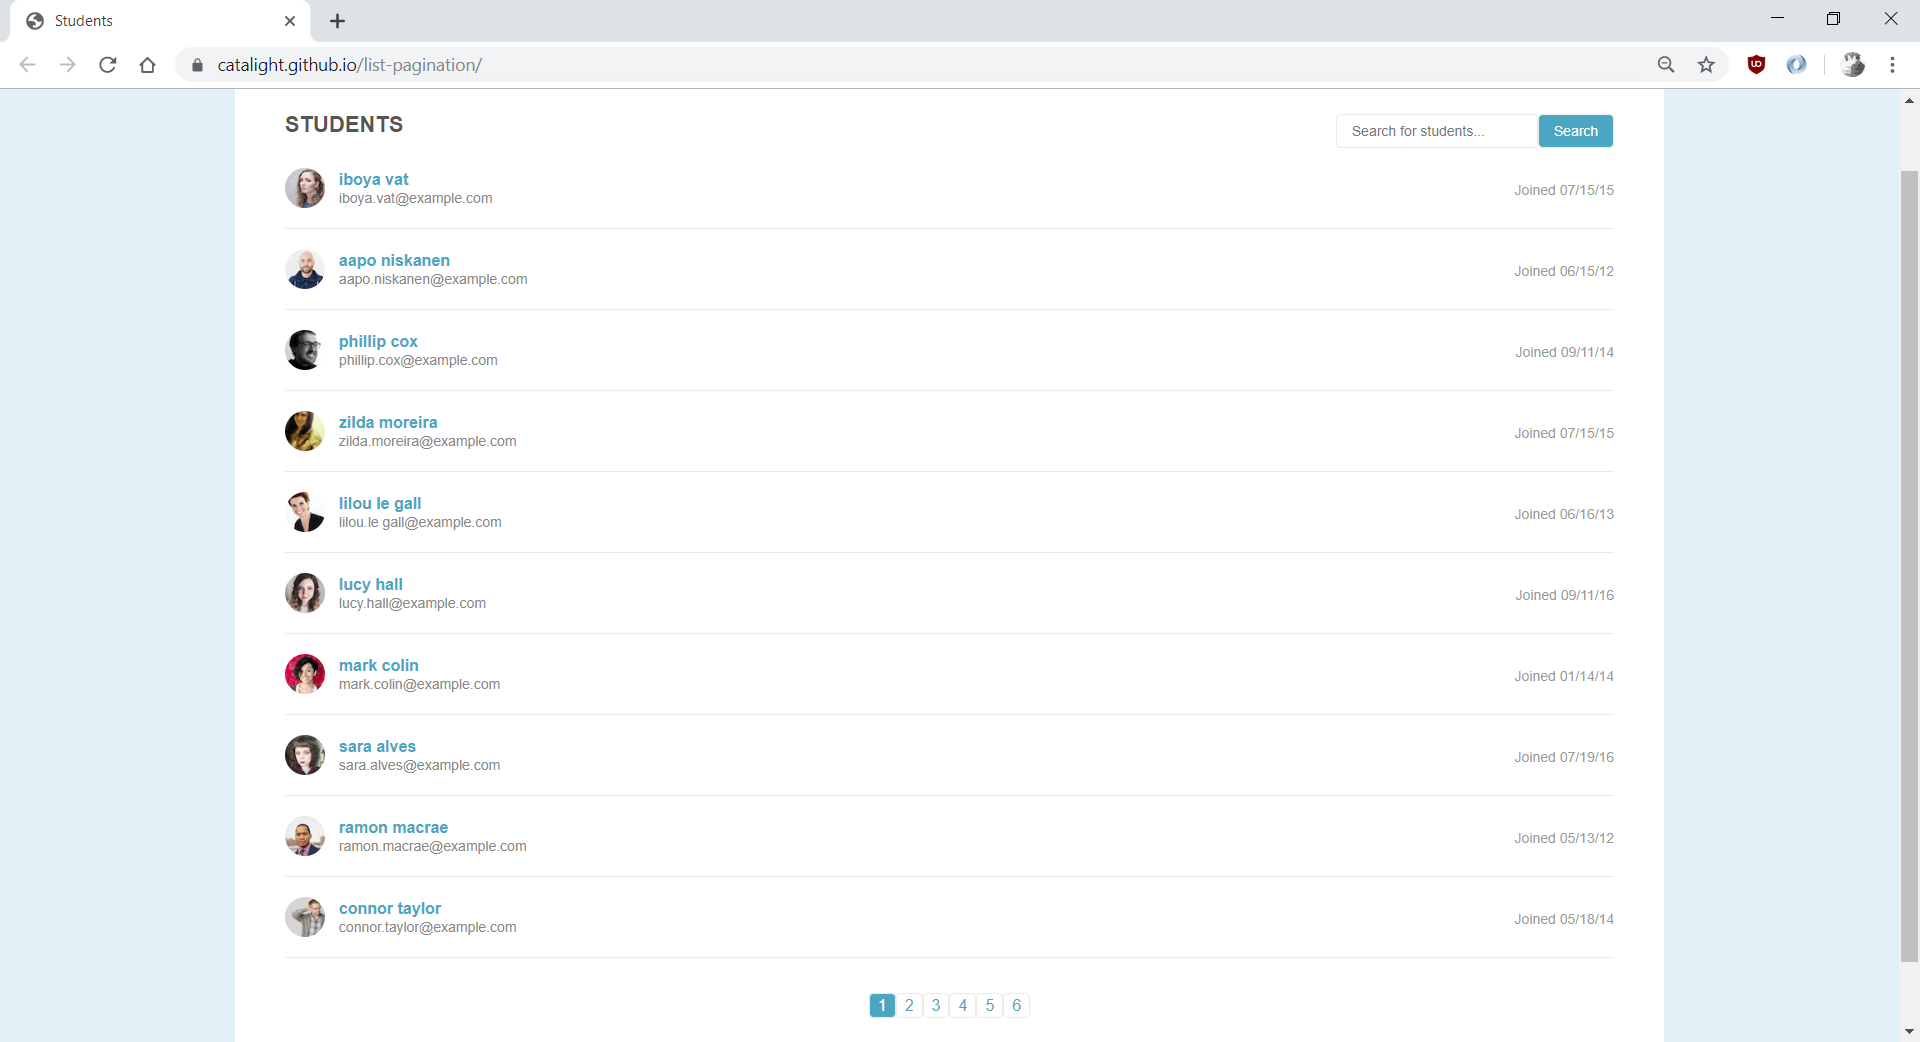 Students
catalight.github.io/list-pagination/
STUDENTS
Search for students...
Search
iboya vat
iboya.vat@example.com
Joined 07/15/15
aapo niskanen
aapo.niskanen@example.com
Joined 06/15/12
phillip cox
phillip.cox@example.com
Joined 09/11/14
zilda moreira
zilda.moreira@example.com
Joined 07/15/15
lilou le gall
lilou.le gall@example.com
Joined 06/16/13
lucy hall
lucy.hall@example.com
Joined 09/11/16
mark colin
mark.colin@example.com
Joined 01/14/14
sara alves
sara.alves@example.com
Joined 07/19/16
ramon macrae
ramon.macrae@example.com
Joined 05/13/12
connor taylor
connor.taylor@example.com
Joined 05/18/14
1 2 3 4 5 6